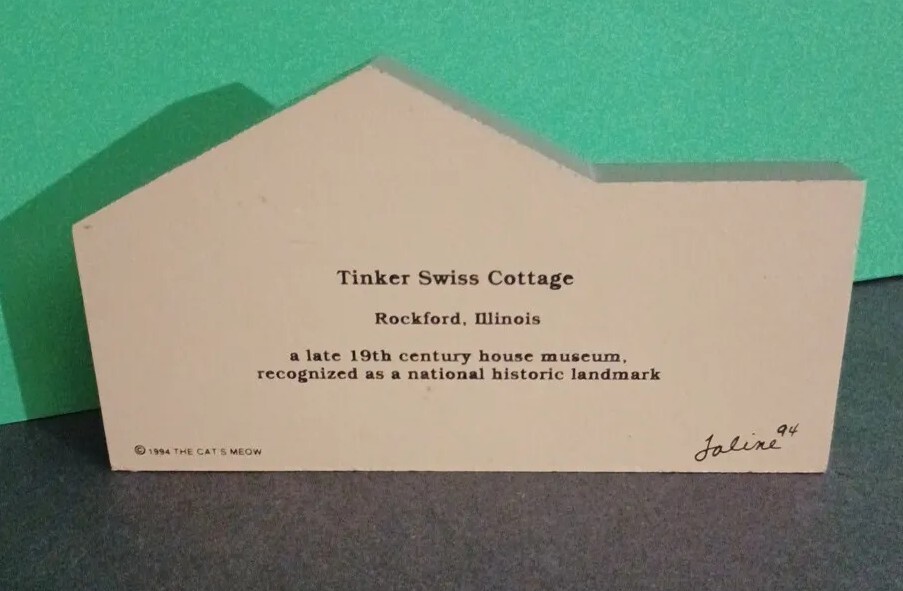 Tinker Swiss Cottage
Rockford, Illinois
a late 19th century house museum,
recognized as a national historic landmark
© 1994 THE CAT'S MEOW
Faline 94